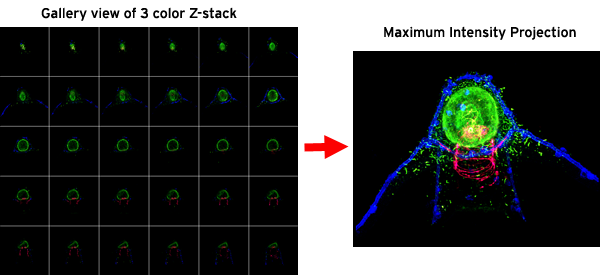 Gallery view of 3 color Z-stack
Maximum Intensity Projection